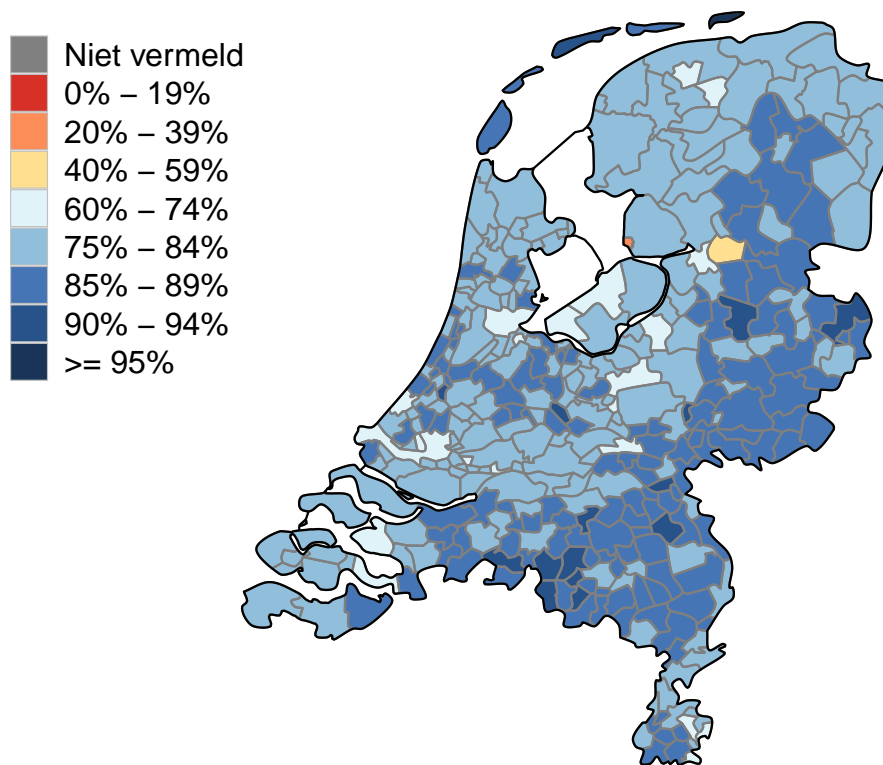 Niet vermeld
0% – 19%
20% – 39%
40% – 59%
60% – 74%
75% – 84%
85% – 89%
90% – 94%
>= 95%